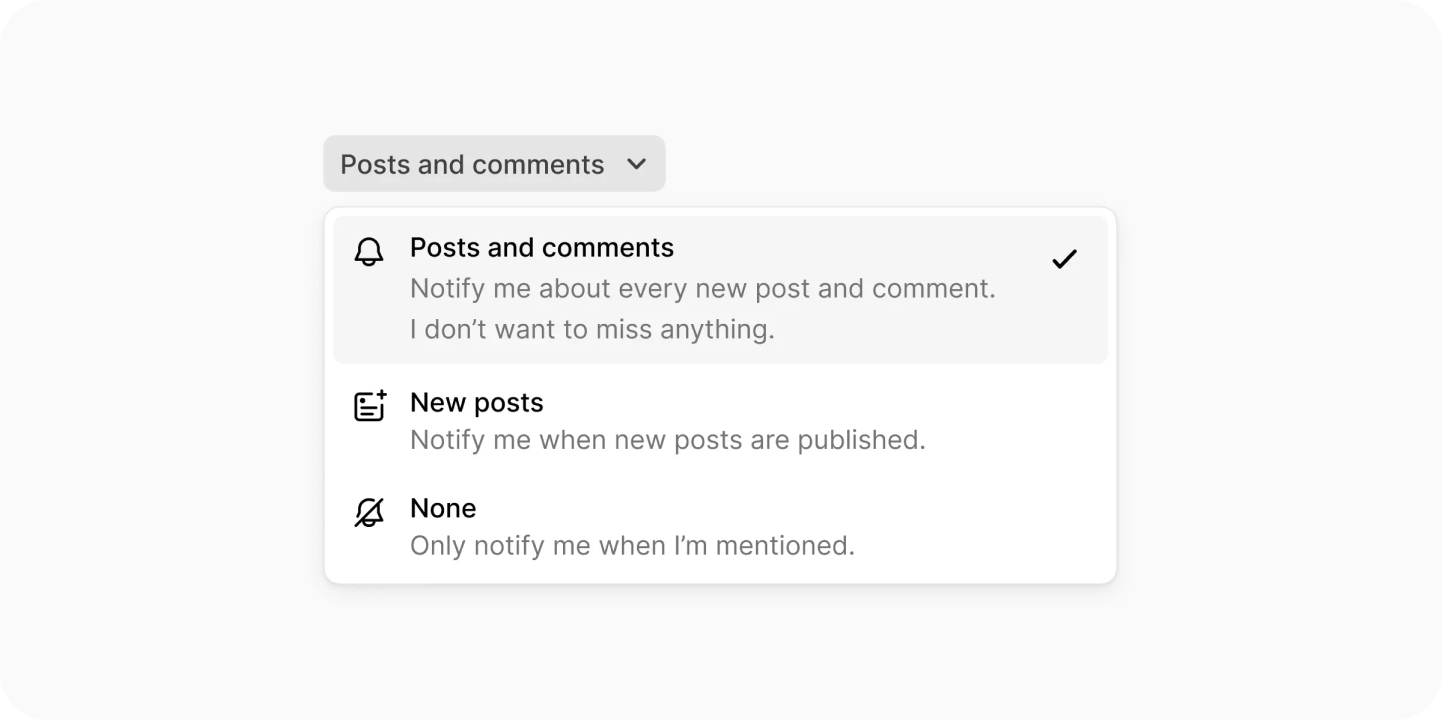 Posts and comments
Posts and comments
Notify me about every new post and comment.
I don’t want to miss anything.
New posts
Notify me when new posts are published.
None
Only notify me when I’m mentioned.